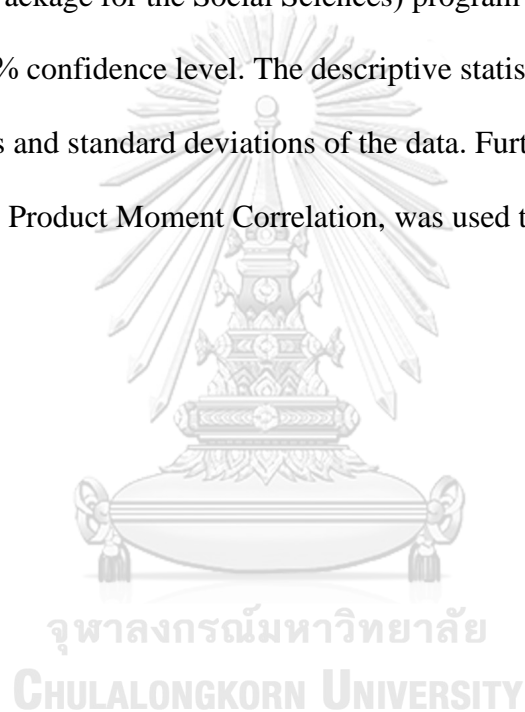 ackage for the Social Sciences) program
% confidence level. The descriptive statis
s and standard deviations of the data. Furt
Product Moment Correlation, was used t
จุฬาลงกรณ์มหาวิทยาลัย
CHULALONGKORN UNIVERSITY